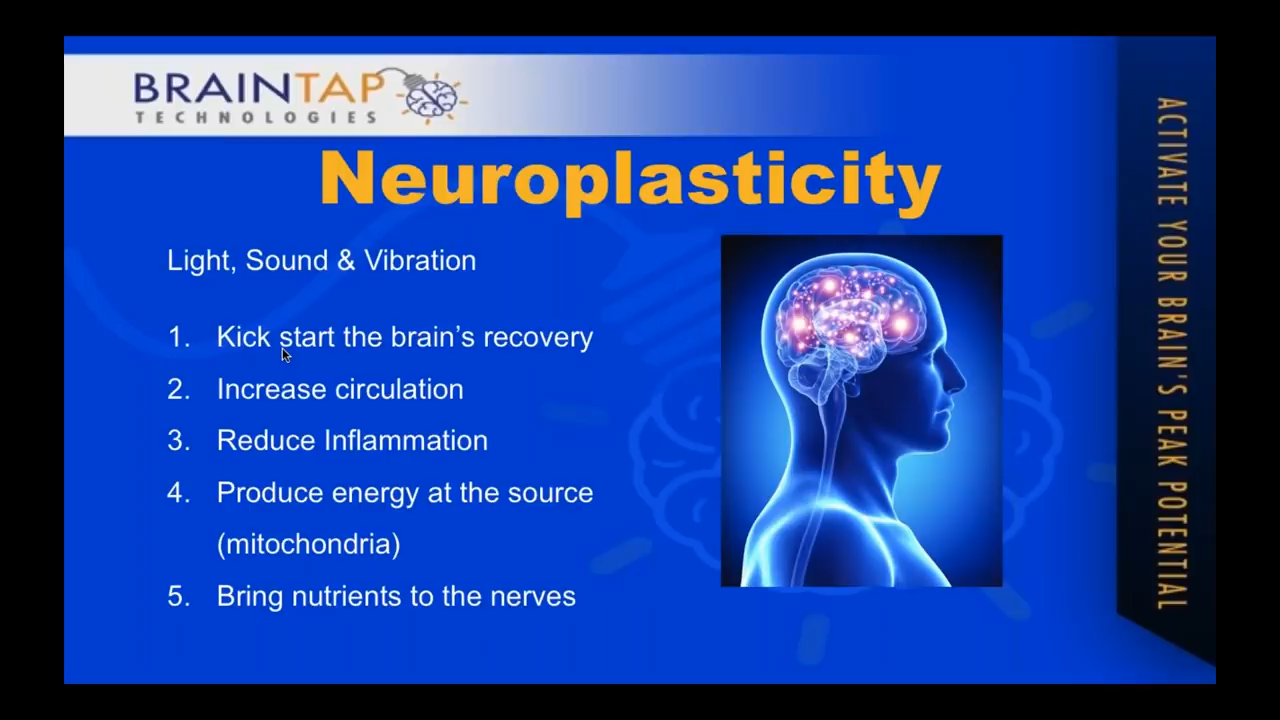 BRAINTAP
TECHNOLOGIES
Neuroplasticity
Light, Sound & Vibration
1. Kick start the brain's recovery
2. Increase circulation
3. Reduce Inflammation
4. Produce energy at the source
(mitochondria)
5. Bring nutrients to the nerves
ACTIVATE YOUR BRAIN'S PEAK POTENTIAL